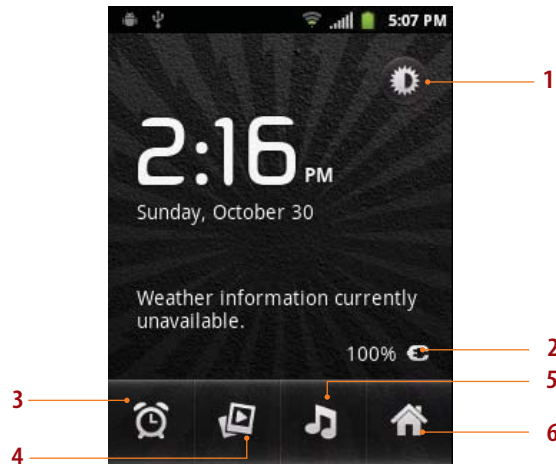 5:07 PM
1
2:16 PM
Sunday, October 30
Weather information currently
unavailable.
100%
2
3
5
4
6